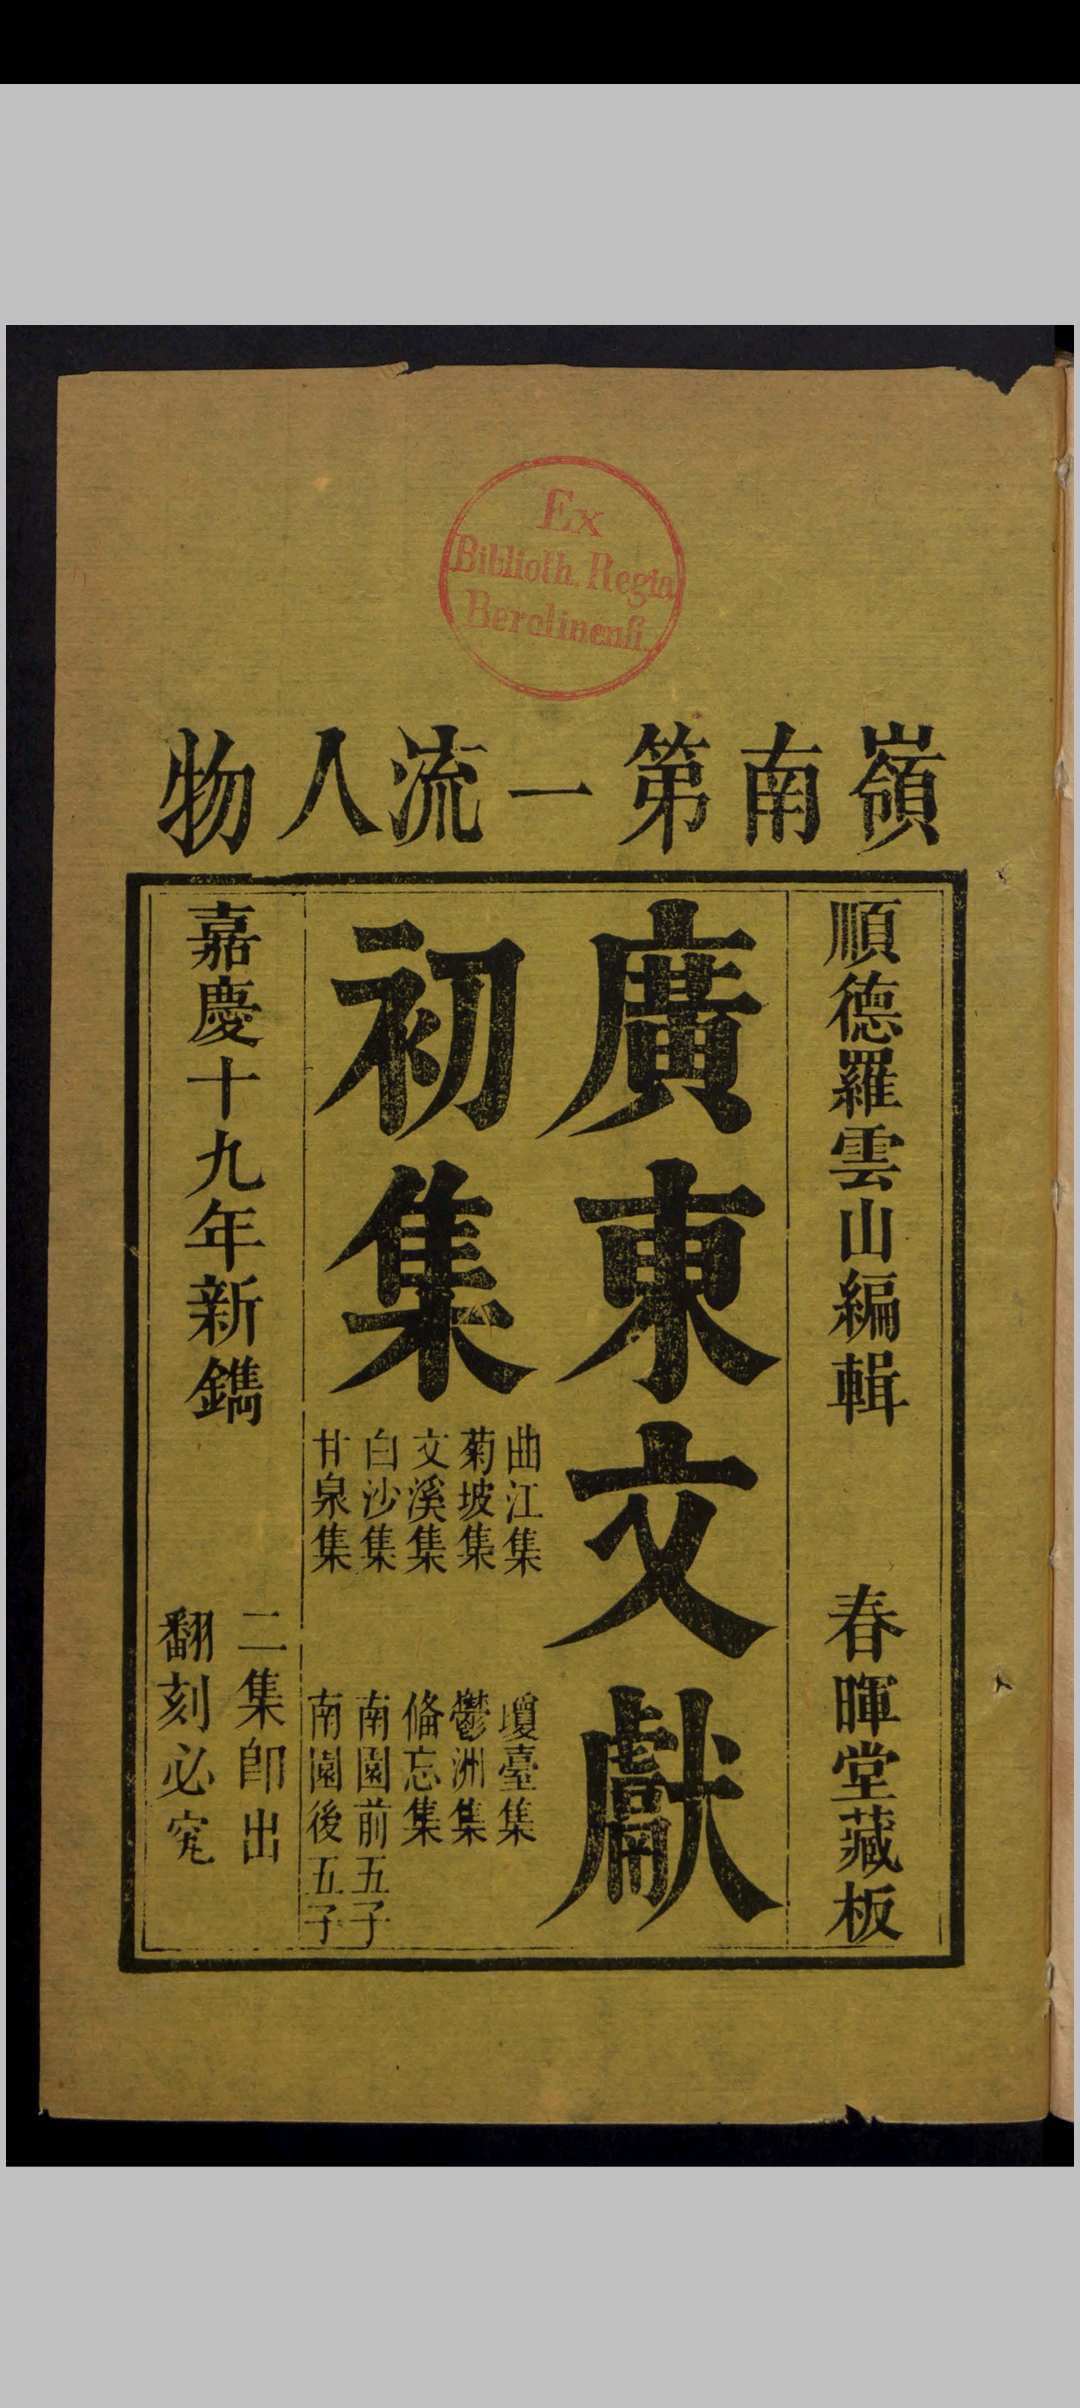 Ex
Biblioth. Regia
Berolinensi.
嶺南第一流人物
順德羅雲山編輯
春暉堂藏板
廣東文獻
初集
曲江集
菊坡集
文溪集
白沙集
甘泉集
瓊臺集
鬱洲集
俻忘集
南園前五子
南園後五子
嘉慶十九年新鐫
二集即出
翻刻必究